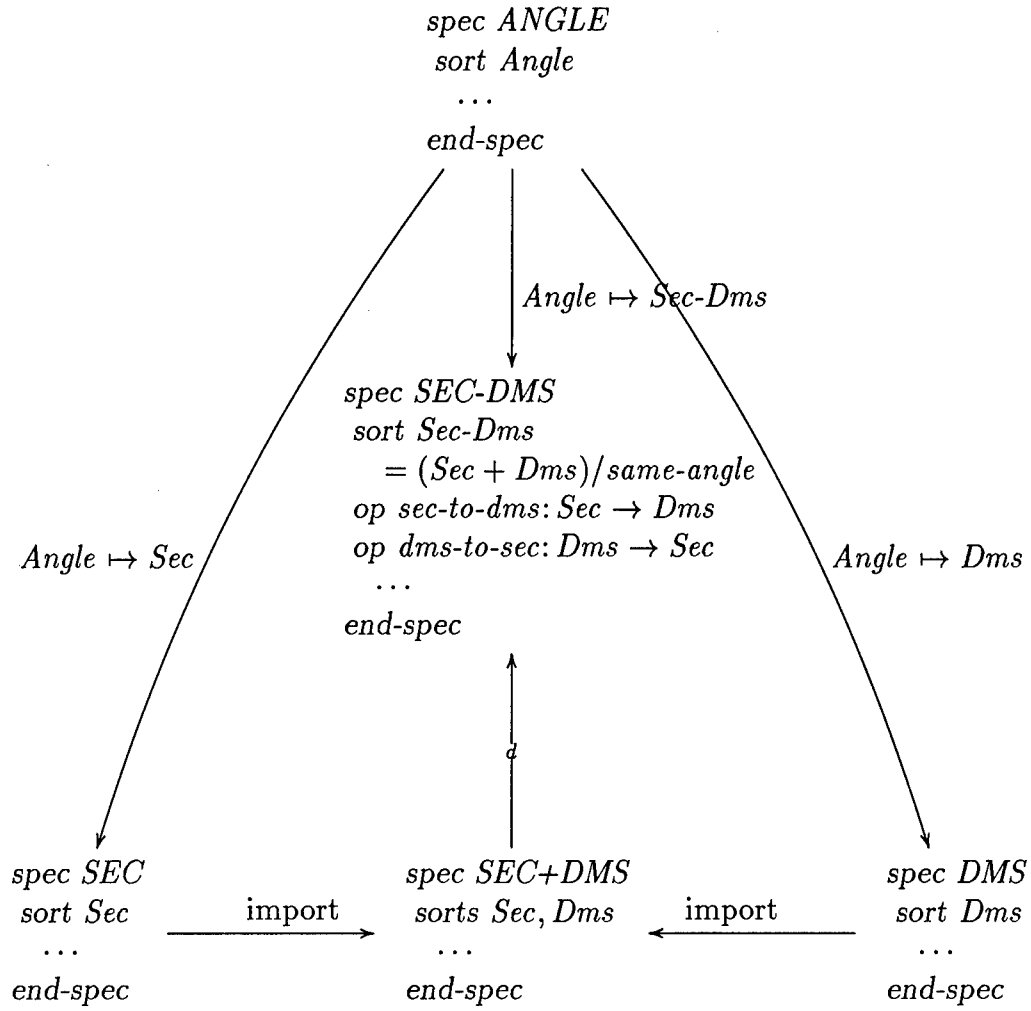 spec ANGLE
sort Angle
...
end-spec
Angle ↦ Sec-Dms
spec SEC-DMS
sort Sec-Dms
= (Sec + Dms)/same-angle
op sec-to-dms: Sec → Dms
op dms-to-sec: Dms → Sec
...
end-spec
Angle ↦ Sec
Angle ↦ Dms
d
spec SEC
sort Sec
...
end-spec
import
spec SEC+DMS
sorts Sec, Dms
...
end-spec
import
spec DMS
sort Dms
...
end-spec